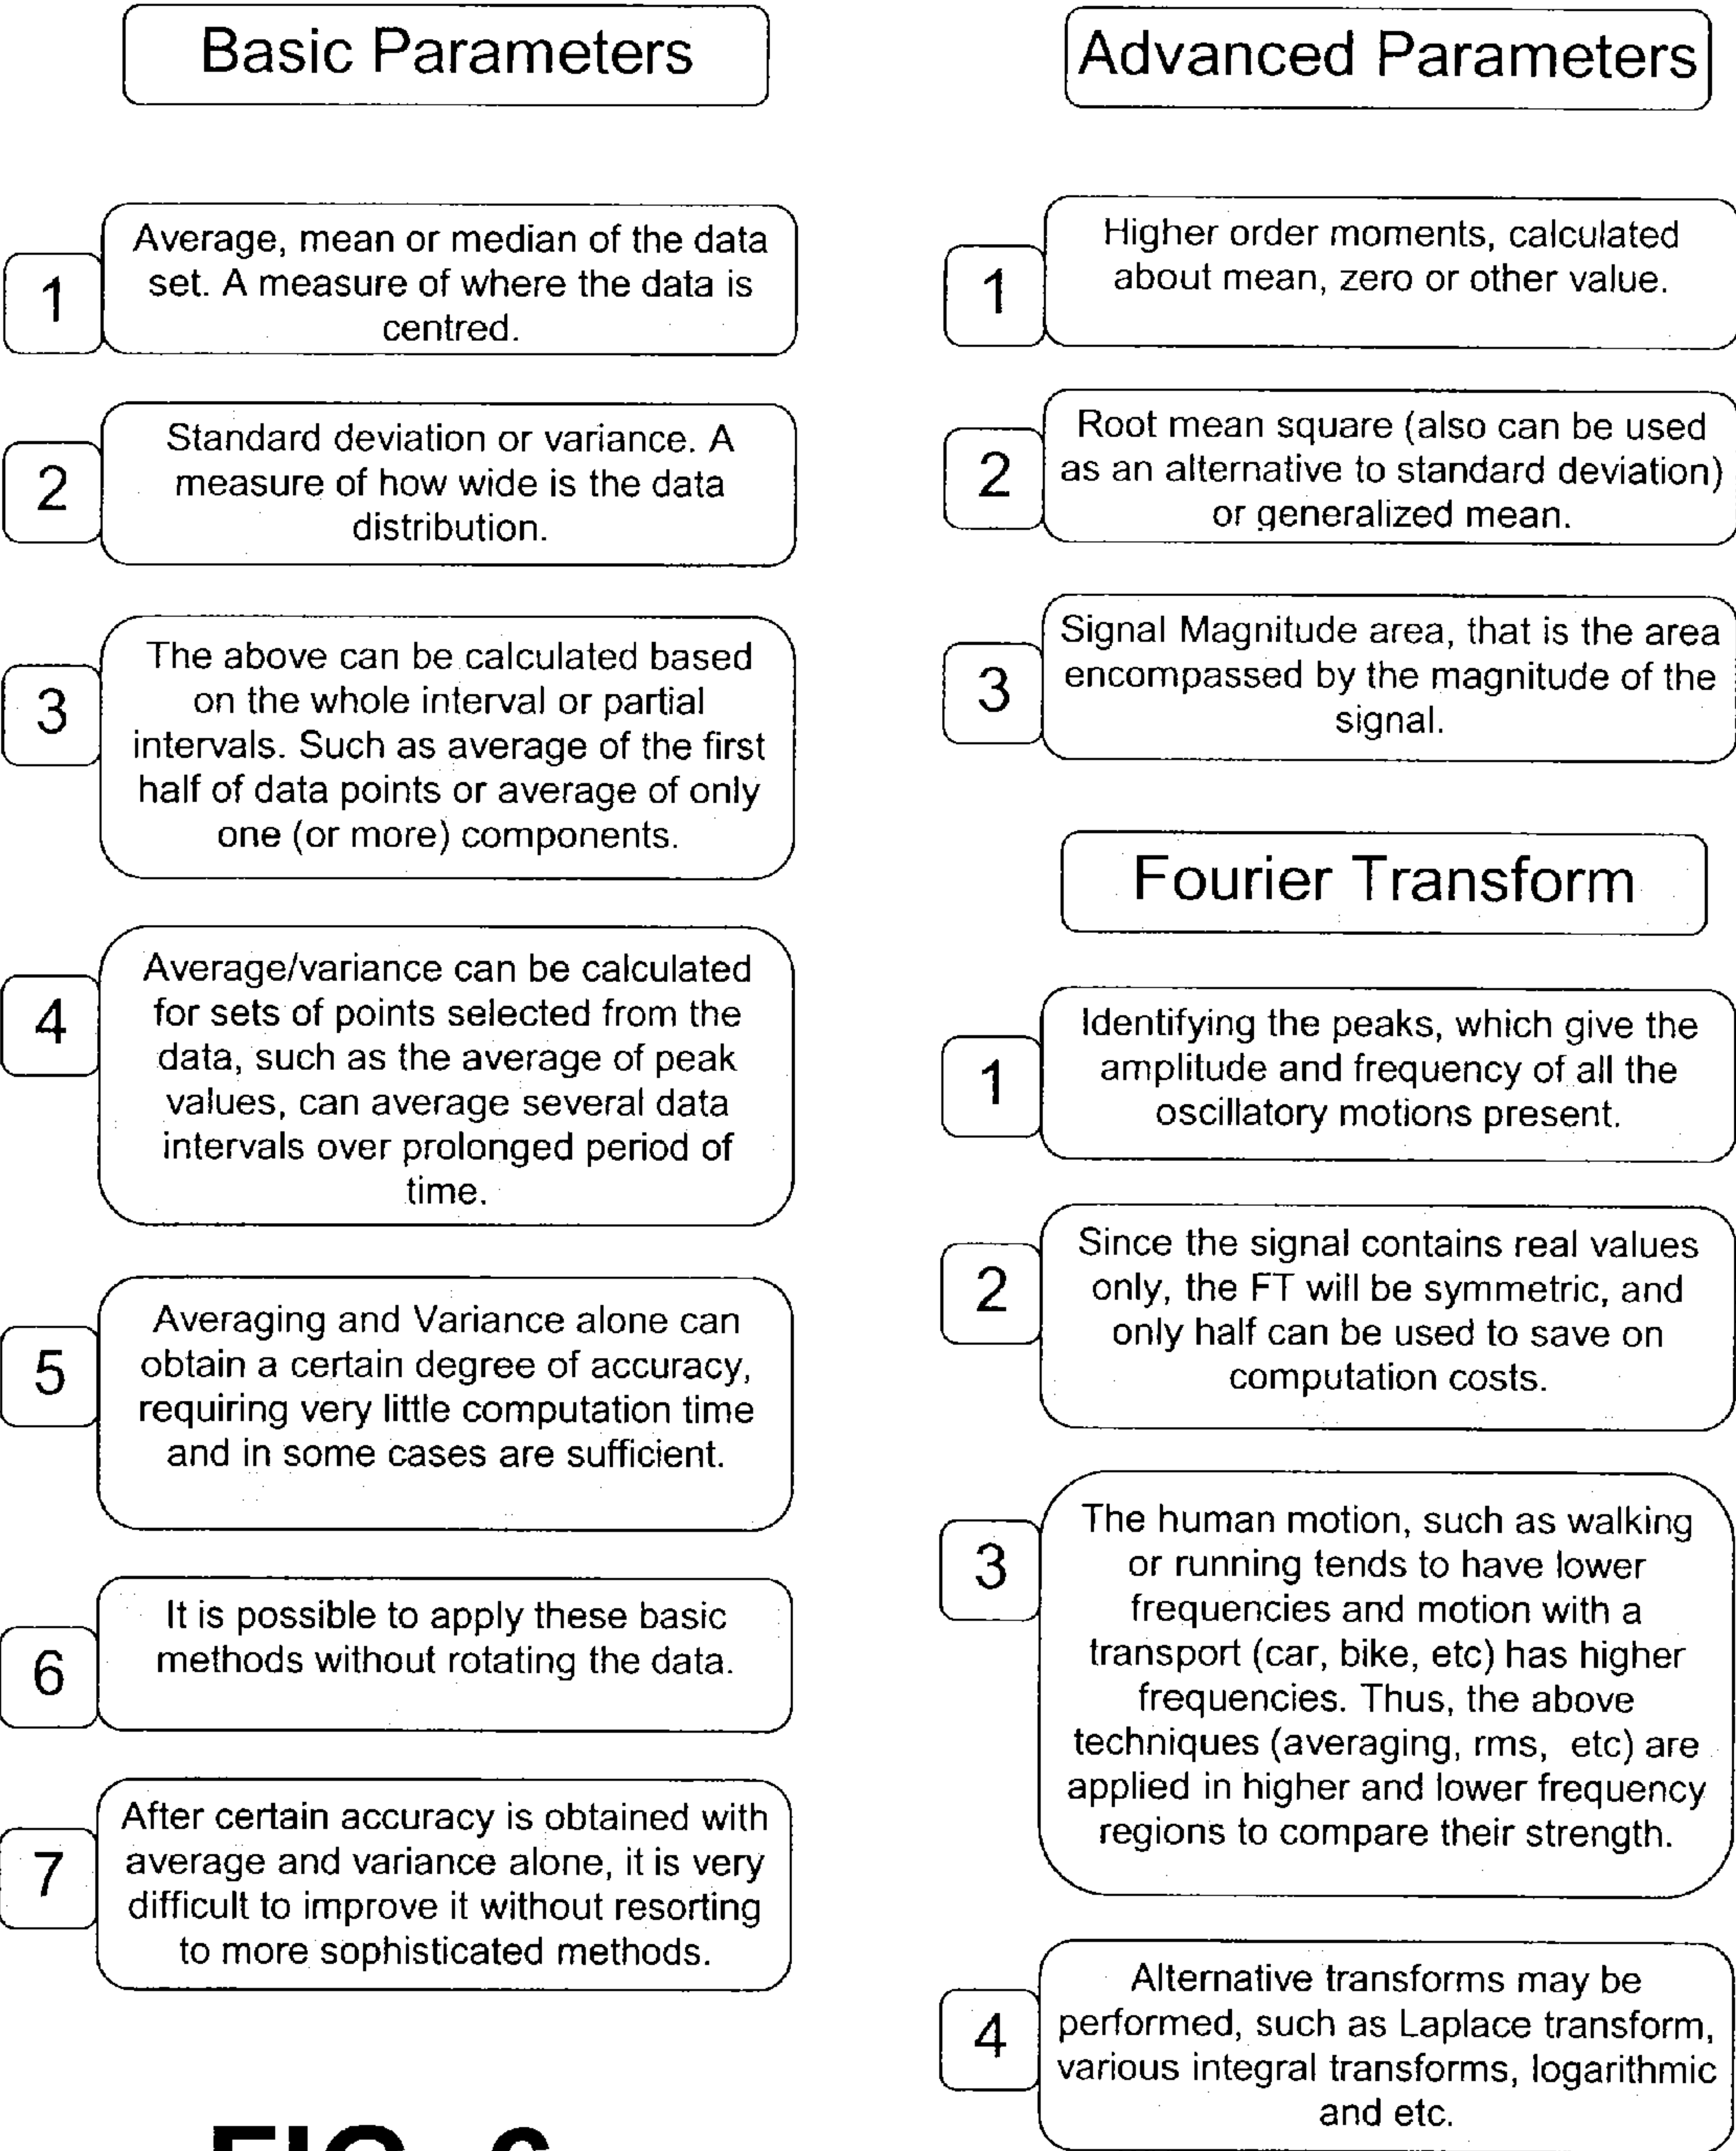 Basic Parameters
1
Average, mean or median of the data
set. A measure of where the data is
centred.
2
Standard deviation or variance. A
measure of how wide is the data
distribution.
3
The above can be calculated based
on the whole interval or partial
intervals. Such as average of the first
half of data points or average of only
one (or more) components.
4
Average/variance can be calculated
for sets of points selected from the
data, such as the average of peak
values, can average several data
intervals over prolonged period of
time.
5
Averaging and Variance alone can
obtain a certain degree of accuracy,
requiring very little computation time
and in some cases are sufficient.
6
It is possible to apply these basic
methods without rotating the data.
7
After certain accuracy is obtained with
average and variance alone, it is very
difficult to improve it without resorting
to more sophisticated methods.
Advanced Parameters
1
Higher order moments, calculated
about mean, zero or other value.
2
Root mean square (also can be used
as an alternative to standard deviation)
or generalized mean.
3
Signal Magnitude area, that is the area
encompassed by the magnitude of the
signal.
Fourier Transform
1
Identifying the peaks, which give the
amplitude and frequency of all the
oscillatory motions present.
2
Since the signal contains real values
only, the FT will be symmetric, and
only half can be used to save on
computation costs.
3
The human motion, such as walking
or running tends to have lower
frequencies and motion with a
transport (car, bike, etc) has higher
frequencies. Thus, the above
techniques (averaging, rms, etc) are
applied in higher and lower frequency
regions to compare their strength.
4
Alternative transforms may be
performed, such as Laplace transform,
various integral transforms, logarithmic
and etc.
FIG